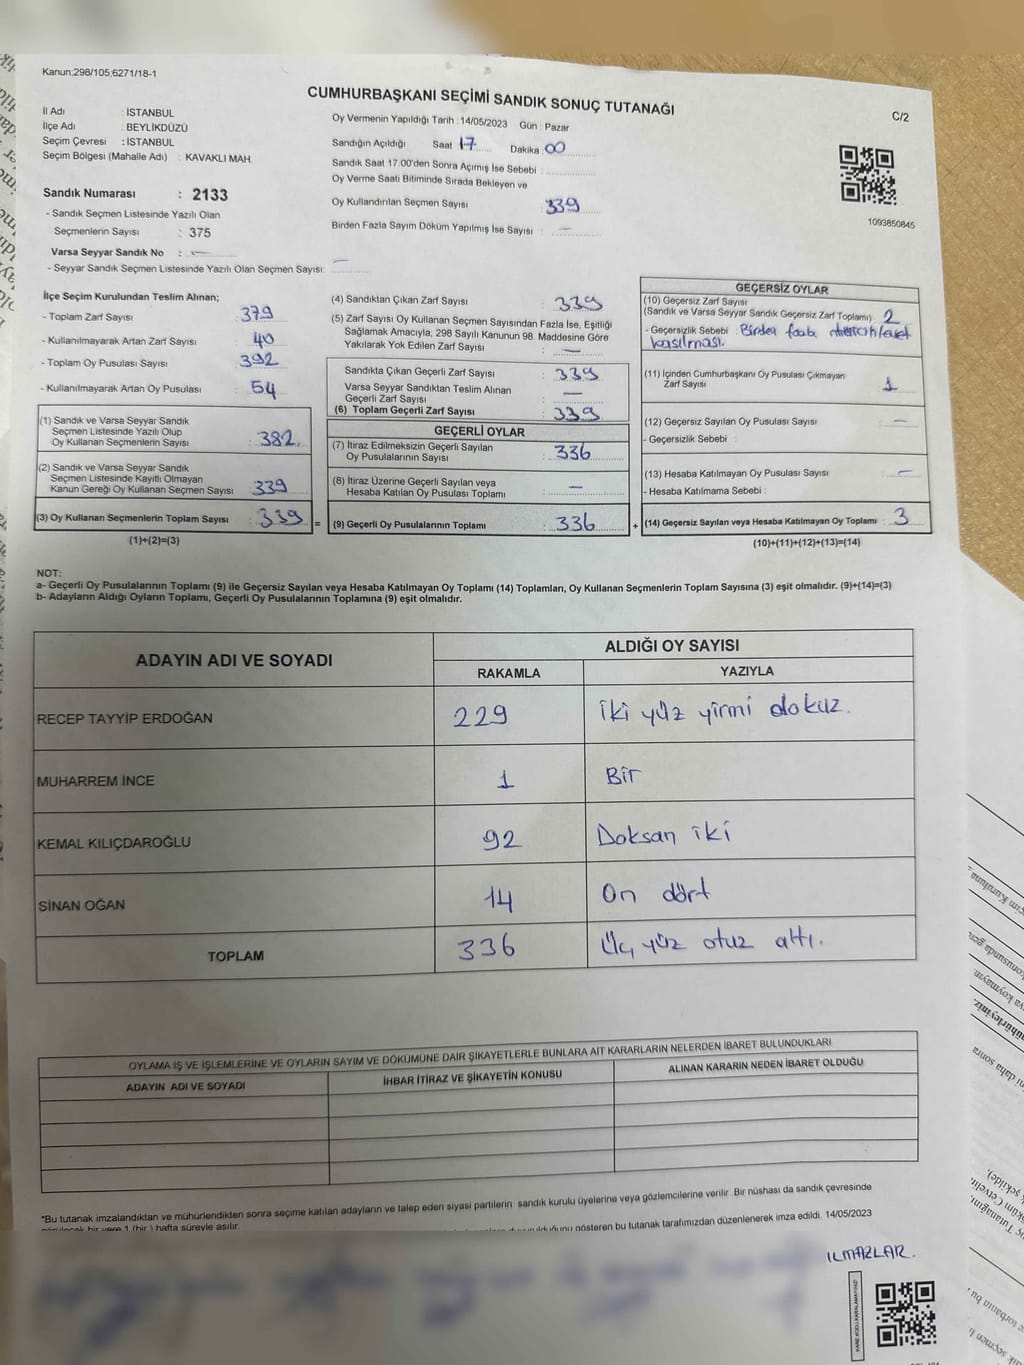 Kanun;298/105,6271/18-1
CUMHURBAŞKANI SEÇİMİ SANDIK SONUÇ TUTANAĞI
C/2
İl Adı : İSTANBUL
İlçe Adı : BEYLİKDÜZÜ
Seçim Çevresi : İSTANBUL
Seçim Bölgesi (Mahalle Adı) : KAVAKLI MAH.
Sandık Numarası : 2133
- Sandık Seçmen Listesinde Yazılı Olan
Seçmenlerin Sayısı : 375
Varsa Seyyar Sandık No : —
- Seyyar Sandık Seçmen Listesinde Yazılı Olan Seçmen Sayısı: —
Oy Vermenin Yapıldığı Tarih : 14/05/2023 Gün : Pazar
Sandığın Açıldığı Saat 17 Dakika 00
Sandık Saat 17.00'den Sonra Açımış İse Sebebi :
Oy Verme Saati Bitiminde Sırada Bekleyen ve
Oy Kullandırılan Seçmen Sayısı : 339
Birden Fazla Sayım Döküm Yapılmış İse Sayısı : —
1093850845
İlçe Seçim Kurulundan Teslim Alınan;
- Toplam Zarf Sayısı : 379
- Kullanılmayarak Artan Zarf Sayısı : 40
- Toplam Oy Pusulası Sayısı : 392
- Kullanılmayarak Artan Oy Pusulası : 54
(1) Sandık ve Varsa Seyyar Sandık
Seçmen Listesinde Yazılı Olup
Oy Kullanan Seçmenlerin Sayısı : 382
(2) Sandık ve Varsa Seyyar Sandık
Seçmen Listesinde Kayıtlı Olmayan
Kanun Gereği Oy Kullanan Seçmen Sayısı : 339
(3) Oy Kullanan Seçmenlerin Toplam Sayısı : 339 =
(1)+(2)=(3)
(4) Sandıktan Çıkan Zarf Sayısı : 339
(5) Zarf Sayısı Oy Kullanan Seçmen Sayısından Fazla İse, Eşitliği
Sağlamak Amacıyla; 298 Sayılı Kanunun 98. Maddesine Göre
Yakılarak Yok Edilen Zarf Sayısı : —
Sandıkta Çıkan Geçerli Zarf Sayısı : 339
Varsa Seyyar Sandıktan Teslim Alınan
Geçerli Zarf Sayısı : —
(6) Toplam Geçerli Zarf Sayısı : 339
GEÇERLİ OYLAR
(7) İtiraz Edilmeksizin Geçerli Sayılan
Oy Pusulalarının Sayısı : 336
(8) İtiraz Üzerine Geçerli Sayılan veya
Hesaba Katılan Oy Pusulası Toplamı : —
(9) Geçerli Oy Pusulalarının Toplamı : 336 +
GEÇERSİZ OYLAR
(10) Geçersiz Zarf Sayısı
(Sandık ve Varsa Seyyar Sandık Geçersiz Zarf Toplamı) : 2
- Geçersizlik Sebebi : Birden fazla
basılması.
(11) İçinden Cumhurbaşkanı Oy Pusulası Çıkmayan
Zarf Sayısı : 1
(12) Geçersiz Sayılan Oy Pusulası Sayısı : —
- Geçersizlik Sebebi :
(13) Hesaba Katılmayan Oy Pusulası Sayısı : —
- Hesaba Katılmama Sebebi :
(14) Geçersiz Sayılan veya Hesaba Katılmayan Oy Toplamı : 3
(10)+(11)+(12)+(13)=(14)
NOT:
a- Geçerli Oy Pusulalarının Toplamı (9) ile Geçersiz Sayılan veya Hesaba Katılmayan Oy Toplamı (14) Toplamları, Oy Kullanan Seçmenlerin Toplam Sayısına (3) eşit olmalıdır. (9)+(14)=(3)
b- Adayların Aldığı Oyların Toplamı, Geçerli Oy Pusulalarının Toplamına (9) eşit olmalıdır.
ADAYIN ADI VE SOYADI ALDIĞI OY SAYISI
RAKAMLA YAZIYLA
RECEP TAYYİP ERDOĞAN 229 İki yüz yirmi dokuz.
MUHARREM İNCE 1 Bir
KEMAL KILIÇDAROĞLU 92 Doksan iki
SİNAN OĞAN 14 On dört
TOPLAM 336 Üç yüz otuz altı.
OYLAMA İŞ VE İŞLEMLERİNE VE OYLARIN SAYIM VE DÖKÜMÜNE DAİR ŞİKAYETLERLE BUNLARA AİT KARARLARIN NELERDEN İBARET BULUNDUKLARI
ADAYIN ADI VE SOYADI İHBAR İTİRAZ VE ŞİKAYETİN KONUSU ALINAN KARARIN NEDEN İBARET OLDUĞU
*Bu tutanak imzalandıktan ve mühürlendikten sonra seçime katılan adayların ve talep eden siyasi partilerin sandık kurulu üyelerine veya gözlemcilerine verilir .Bir nüshası da sandık çevresinde
görülecek bir yere 1 (bir ) hafta süreyle asılır.
gösteren bu tutanak tarafımızdan düzenlenerek imza edildi. 14/05/2023
KARE KODU KARALAMAYINIZ!